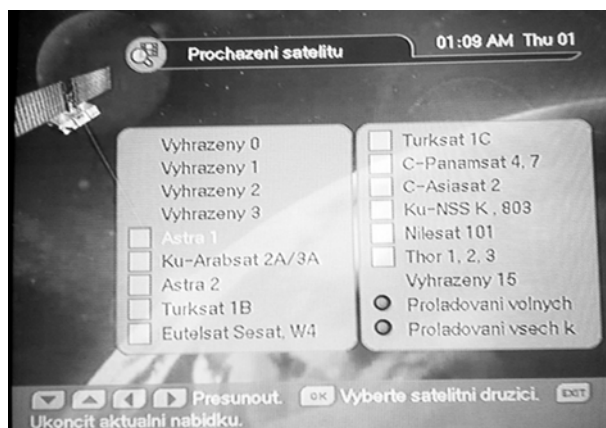 Prochazeni satelitu
01:09 AM Thu 01
Vyhrazeny 0
Vyhrazeny 1
Vyhrazeny 2
Vyhrazeny 3
Astra 1
Ku-Arabsat 2A/3A
Astra 2
Turksat 1B
Eutelsat Sesat, W4
Turksat 1C
C-Panamsat 4, 7
C-Asiasat 2
Ku-NSS K , 803
Nilesat 101
Thor 1, 2, 3
Vyhrazeny 15
Proladovani volnych
Proladovani vsech k
Presunout. OK Vyberte satelitni druzici. EXIT
Ukoncit aktualni nabidku.